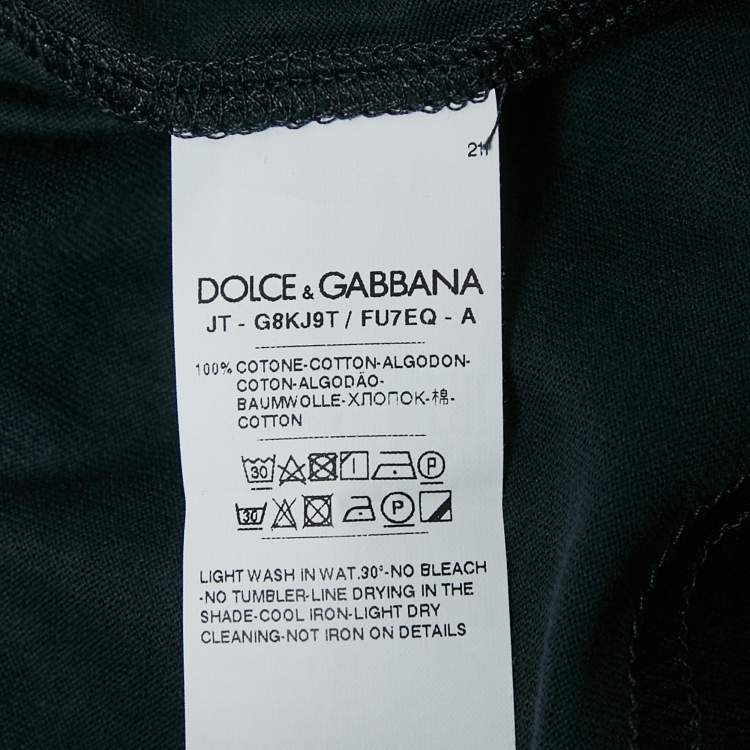 21
DOLCE & GABBANA
JT - G8KJ9T / FU7EQ - A
100% COTONE-COTTON-ALGODON-
COTON-ALGODÃO-
BAUMWOLLE-ХЛОПОК-棉-
COTTON
30 P
30 P
LIGHT WASH IN WAT.30°-NO BLEACH
-NO TUMBLER-LINE DRYING IN THE
SHADE-COOL IRON-LIGHT DRY
CLEANING-NOT IRON ON DETAILS